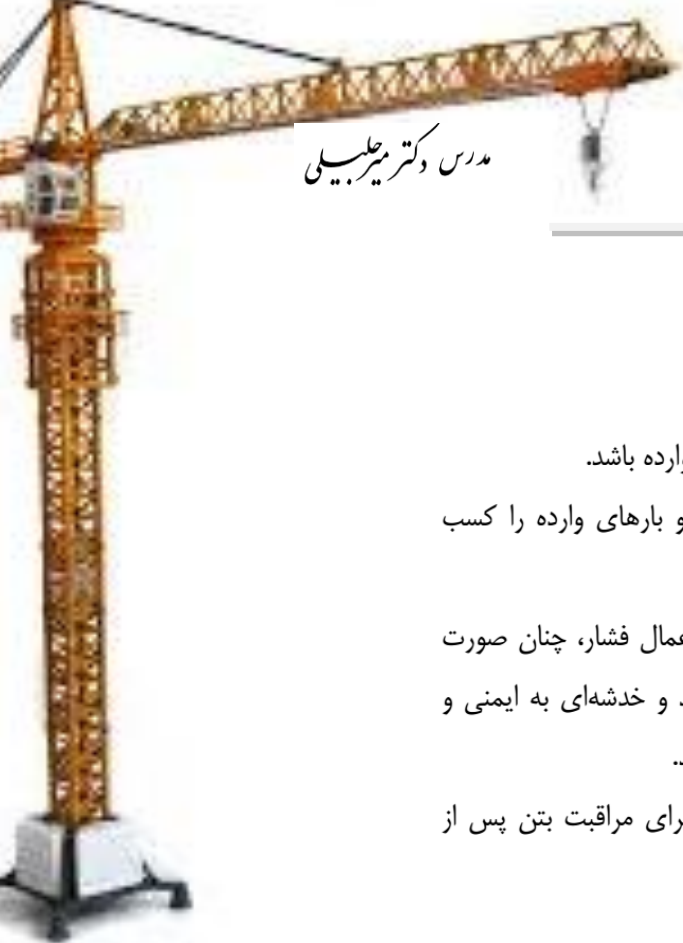 مدرس دکتر میرجلیلی
وارده باشد.
و بارهای وارده را کسب
عمال فشار، چنان صورت
د و خدشه‌ای به ایمنی و
د.
رای مراقبت بتن پس از